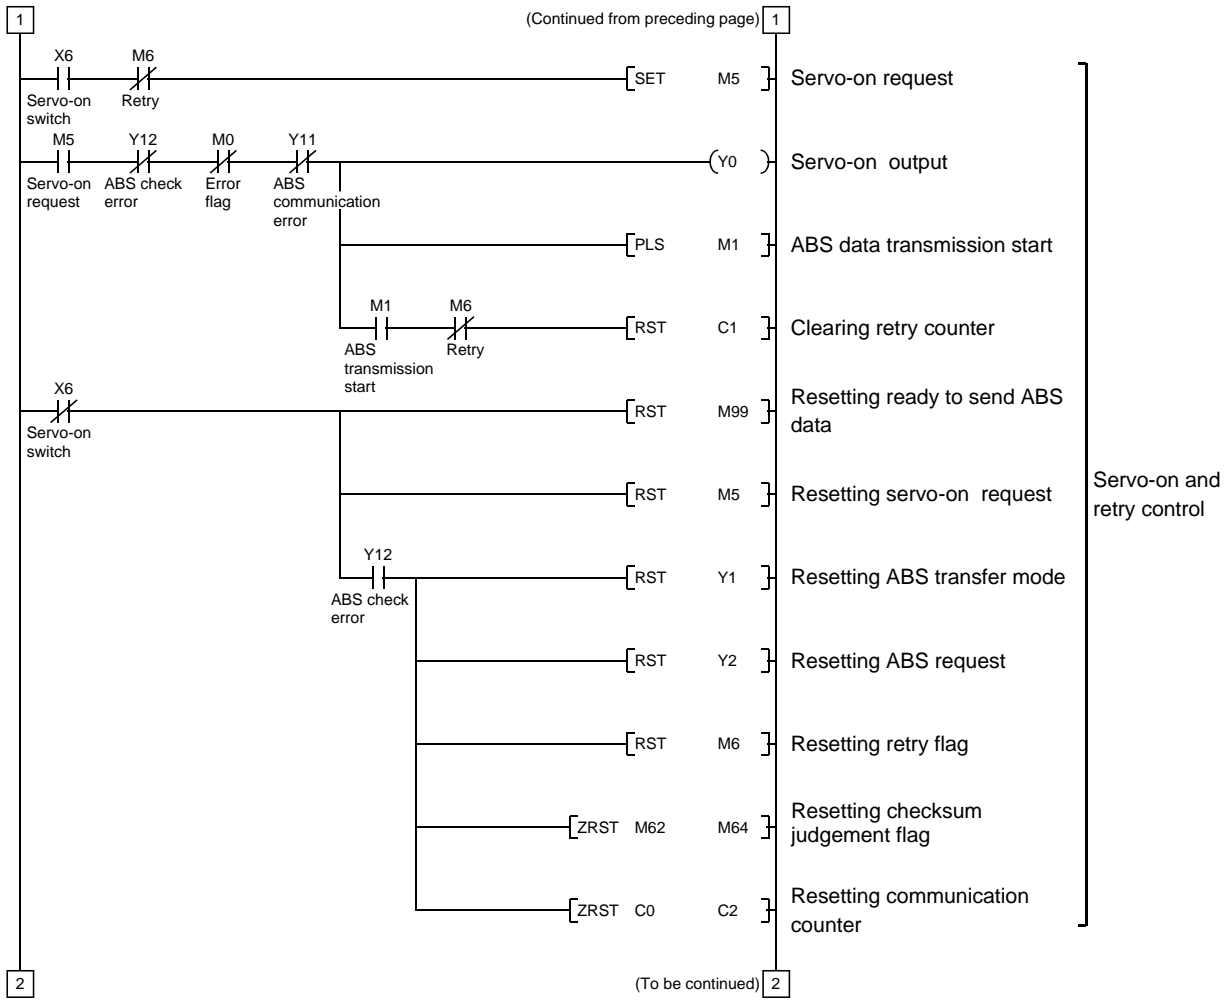 1
(Continued from preceding page)
1
X6
M6
SET M5
Servo-on request
Servo-on
switch
Retry
M5
Y12
M0
Y11
Y0
Servo-on output
Servo-on
request
ABS check
error
Error
flag
ABS
communication
error
PLS M1
ABS data transmission start
M1
M6
RST C1
Clearing retry counter
ABS
transmission
start
Retry
X6
RST M99
Resetting ready to send ABS
data
Servo-on
switch
Servo-on and
retry control
RST M5
Resetting servo-on request
Y12
RST Y1
Resetting ABS transfer mode
ABS check
error
RST Y2
Resetting ABS request
RST M6
Resetting retry flag
ZRST M62 M64
Resetting checksum
judgement flag
ZRST C0 C2
Resetting communication
counter
2
(To be continued)
2